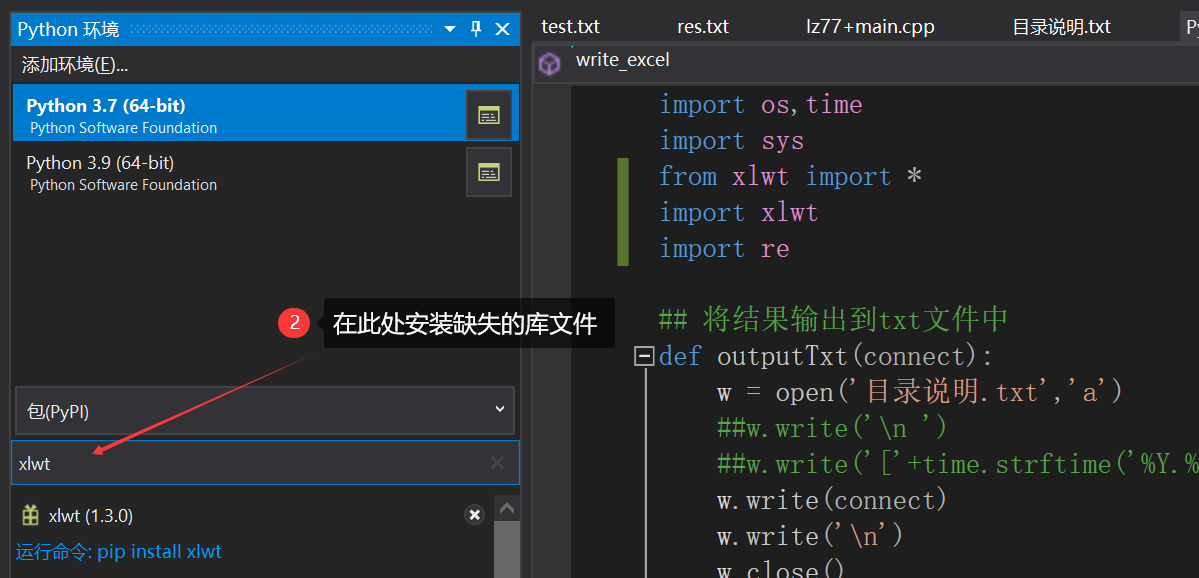 Python 环境
添加环境(E)...
Python 3.7 (64-bit)
Python Software Foundation
Python 3.9 (64-bit)
Python Software Foundation
2 在此处安装缺失的库文件
包(PyPI)
xlwt
xlwt (1.3.0)
运行命令: pip install xlwt
test.txt res.txt lz77+main.cpp 目录说明.txt Py
write_excel
import os,time
import sys
from xlwt import *
import xlwt
import re
## 将结果输出到txt文件中
def outputTxt(connect):
w = open('目录说明.txt','a')
##w.write('\n ')
##w.write('['+time.strftime('%Y.%
w.write(connect)
w.write('\n')
w.close()